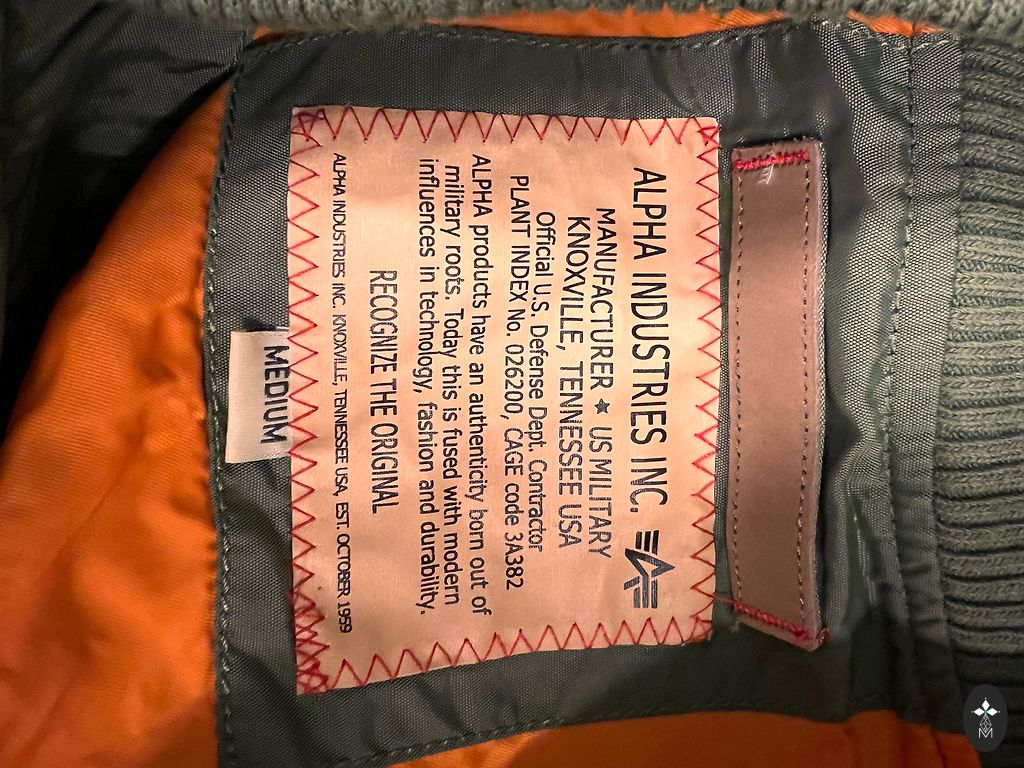 ALPHA INDUSTRIES INC.
MANUFACTURER ★ US MILITARY
KNOXVILLE, TENNESSEE USA
Official U.S. Defense Dept. Contractor
PLANT INDEX No. 026200, CAGE code 3A382
ALPHA products have an authenticity born out of
military roots. Today this is fused with modern
influences in technology, fashion and durability.
RECOGNIZE THE ORIGINAL
ALPHA INDUSTRIES INC. KNOXVILLE, TENNESSEE USA, EST. OCTOBER 1959
MEDIUM
M